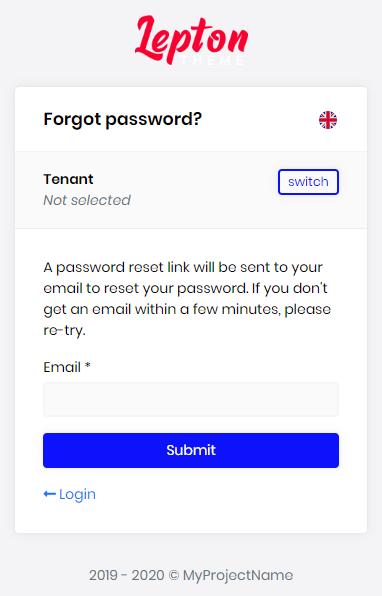 Lepton
THEME
Forgot password?
Tenant
Not selected
switch
A password reset link will be sent to your
email to reset your password. If you don't
get an email within a few minutes, please
re-try.
Email *
Submit
← Login
2019 - 2020 © MyProjectName